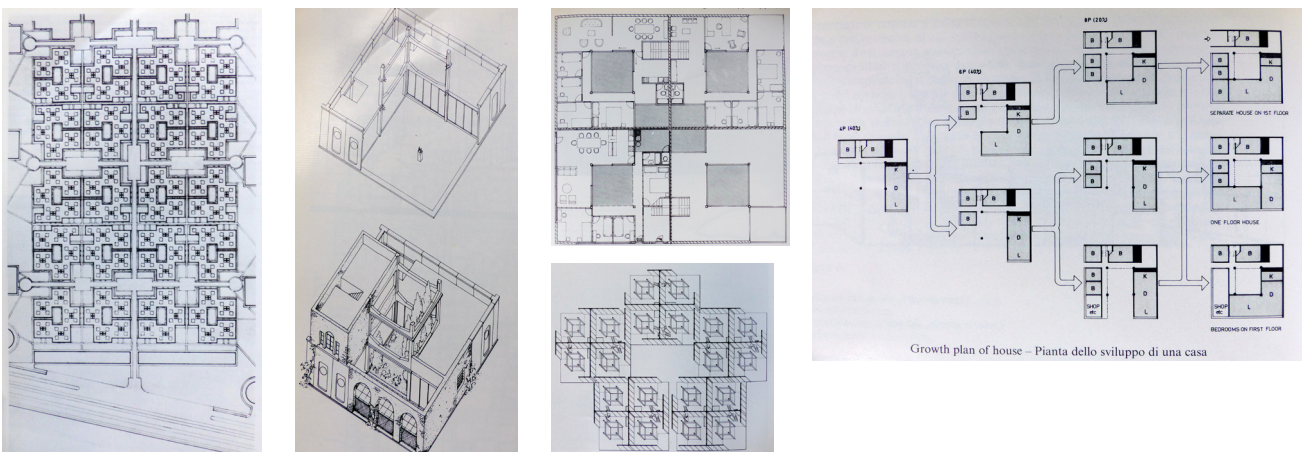 8P (20%)
B
B
B
B
K
B
D
L
B
B
B
K
B
D
B
L
SEPARATE HOUSE ON 1ST FLOOR
6P (40%)
B
B
B
K
D
L
4P (40%)
B
B
K
D
L
B
B
B
K
D
L
B
B
B
B
K
D
L
B
B
B
B
K
D
L
ONE FLOOR HOUSE
B
B
B
B
SHOP
etc
K
D
L
B
B
SHOP
etc
K
D
L
BEDROOMS ON FIRST FLOOR
Growth plan of house – Pianta dello sviluppo di una casa